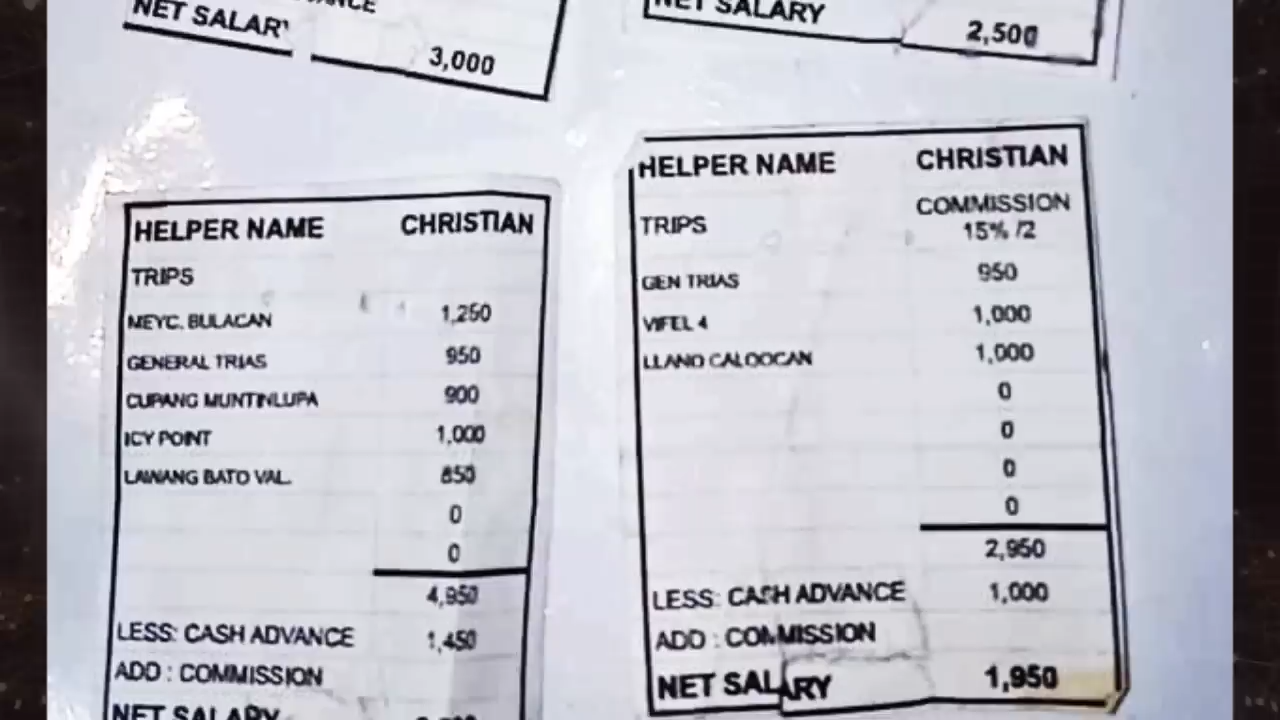 NET SALARY
3,000
NET SALARY
2,500
HELPER NAME CHRISTIAN
TRIPS
MEYC. BULACAN 1,250
GENERAL TRIAS 950
CUPANG MUNTINLUPA 900
ICY POINT 1,000
LAWANG BATO VAL. 850
0
0
4,950
LESS: CASH ADVANCE 1,450
ADD : COMMISSION
NET SALARY
HELPER NAME CHRISTIAN
TRIPS COMMISSION
15% /2
GEN TRIAS 950
VIFEL 4 1,000
LLANO CALOOCAN 1,000
0
0
0
0
2,950
LESS: CASH ADVANCE 1,000
ADD : COMMISSION
NET SALARY 1,950